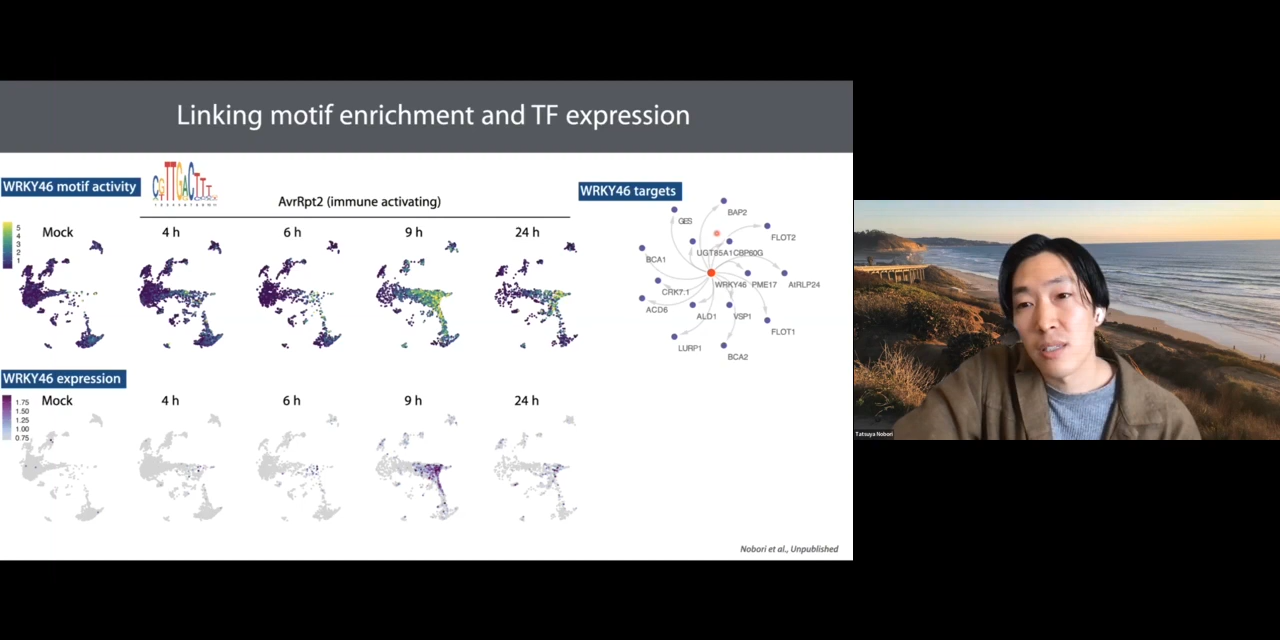 Linking motif enrichment and TF expression
WRKY46 motif activity
AvrRpt2 (immune activating)
5
4
3
2
1
Mock
4 h
6 h
9 h
24 h
WRKY46 expression
1.75
1.50
1.25
1.00
0.75
Mock
4 h
6 h
9 h
24 h
WRKY46 targets
BAP2
GES
FLOT2
UGT85A1
CBP60G
BCA1
WRKY46
PME17
AtRLP24
CRK7.1
ACD6
ALD1
VSP1
FLOT1
LURP1
BCA2
Nobori et al., Unpublished
Tatsuya Nobori